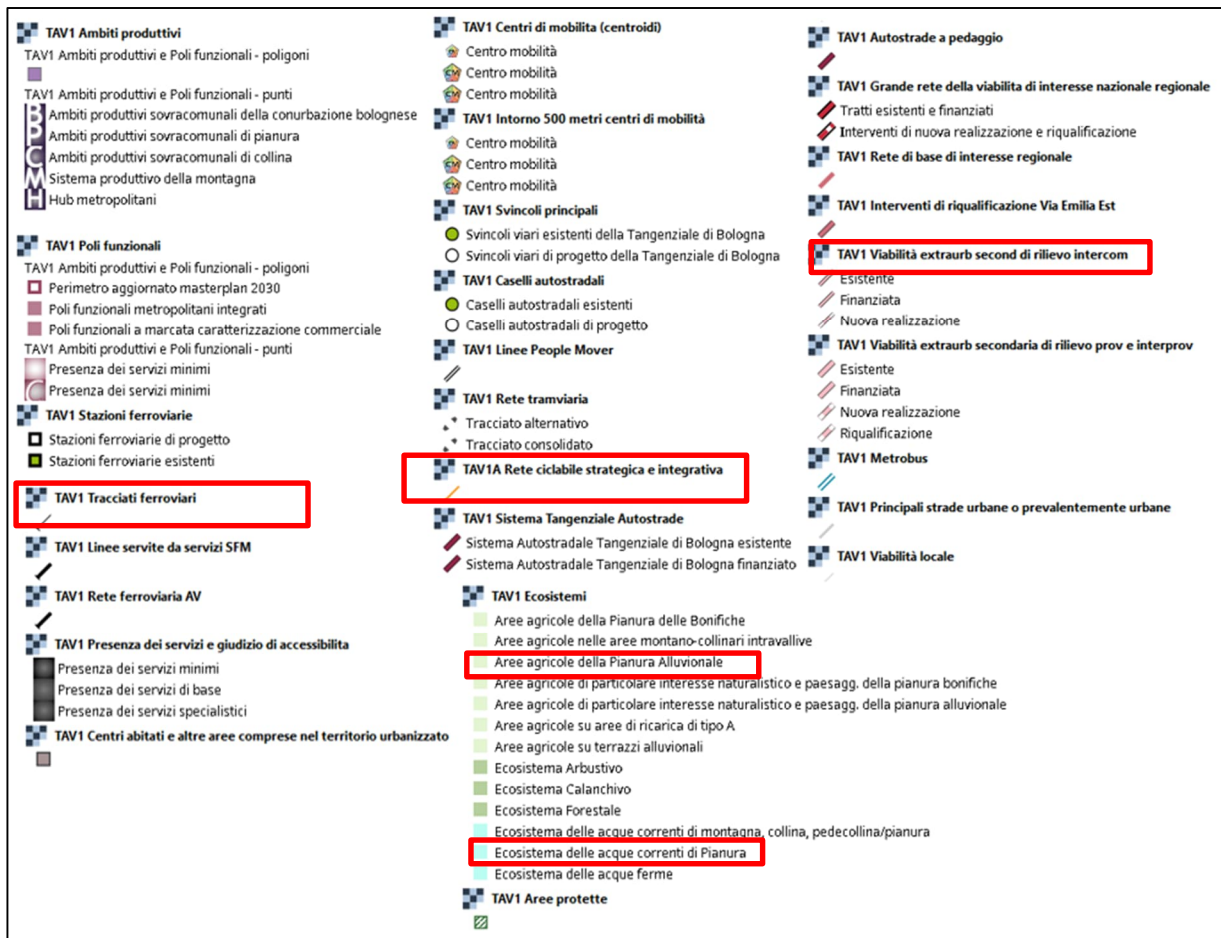 TAV1 Ambiti produttivi
TAV1 Ambiti produttivi e Poli funzionali - poligoni
TAV1 Ambiti produttivi e Poli funzionali - punti
B Ambiti produttivi sovracomunali della conurbazione bolognese
P Ambiti produttivi sovracomunali di pianura
C Ambiti produttivi sovracomunali di collina
M Sistema produttivo della montagna
H Hub metropolitani
TAV1 Poli funzionali
TAV1 Ambiti produttivi e Poli funzionali - poligoni
Perimetro aggiornato masterplan 2030
Poli funzionali metropolitani integrati
Poli funzionali a marcata caratterizzazione commerciale
TAV1 Ambiti produttivi e Poli funzionali - punti
Presenza dei servizi minimi
C Presenza dei servizi minimi
TAV1 Stazioni ferroviarie
Stazioni ferroviarie di progetto
Stazioni ferroviarie esistenti
TAV1 Tracciati ferroviari
TAV1 Linee servite da servizi SFM
TAV1 Rete ferroviaria AV
TAV1 Presenza dei servizi e giudizio di accessibilita
Presenza dei servizi minimi
Presenza dei servizi di base
Presenza dei servizi specialistici
TAV1 Centri abitati e altre aree comprese nel territorio urbanizzato
TAV1 Centri di mobilita (centroidi)
Centro mobilità
CM Centro mobilità
CM Centro mobilità
TAV1 Intorno 500 metri centri di mobilità
Centro mobilità
CM Centro mobilità
CM Centro mobilità
TAV1 Svincoli principali
Svincoli viari esistenti della Tangenziale di Bologna
Svincoli viari di progetto della Tangenziale di Bologna
TAV1 Caselli autostradali
Caselli autostradali esistenti
Caselli autostradali di progetto
TAV1 Linee People Mover
TAV1 Rete tramviaria
Tracciato alternativo
Tracciato consolidato
TAV1A Rete ciclabile strategica e integrativa
TAV1 Sistema Tangenziale Autostrade
Sistema Autostradale Tangenziale di Bologna esistente
Sistema Autostradale Tangenziale di Bologna finanziato
TAV1 Ecosistemi
Aree agricole della Pianura delle Bonifiche
Aree agricole nelle aree montano-collinari intravallive
Aree agricole della Pianura Alluvionale
Aree agricole di particolare interesse naturalistico e paesagg. della pianura bonifiche
Aree agricole di particolare interesse naturalistico e paesagg. della pianura alluvionale
Aree agricole su aree di ricarica di tipo A
Aree agricole su terrazzi alluvionali
Ecosistema Arbustivo
Ecosistema Calanchivo
Ecosistema Forestale
Ecosistema delle acque correnti di montagna, collina, pedecollina/pianura
Ecosistema delle acque correnti di Pianura
Ecosistema delle acque ferme
TAV1 Aree protette
TAV1 Autostrade a pedaggio
TAV1 Grande rete della viabilita di interesse nazionale regionale
Tratti esistenti e finanziati
Interventi di nuova realizzazione e riqualificazione
TAV1 Rete di base di interesse regionale
TAV1 Interventi di riqualificazione Via Emilia Est
TAV1 Viabilità extraurb second di rilievo intercom
Esistente
Finanziata
Nuova realizzazione
TAV1 Viabilità extraurb secondaria di rilievo prov e interprov
Esistente
Finanziata
Nuova realizzazione
Riqualificazione
TAV1 Metrobus
TAV1 Principali strade urbane o prevalentemente urbane
TAV1 Viabilità locale